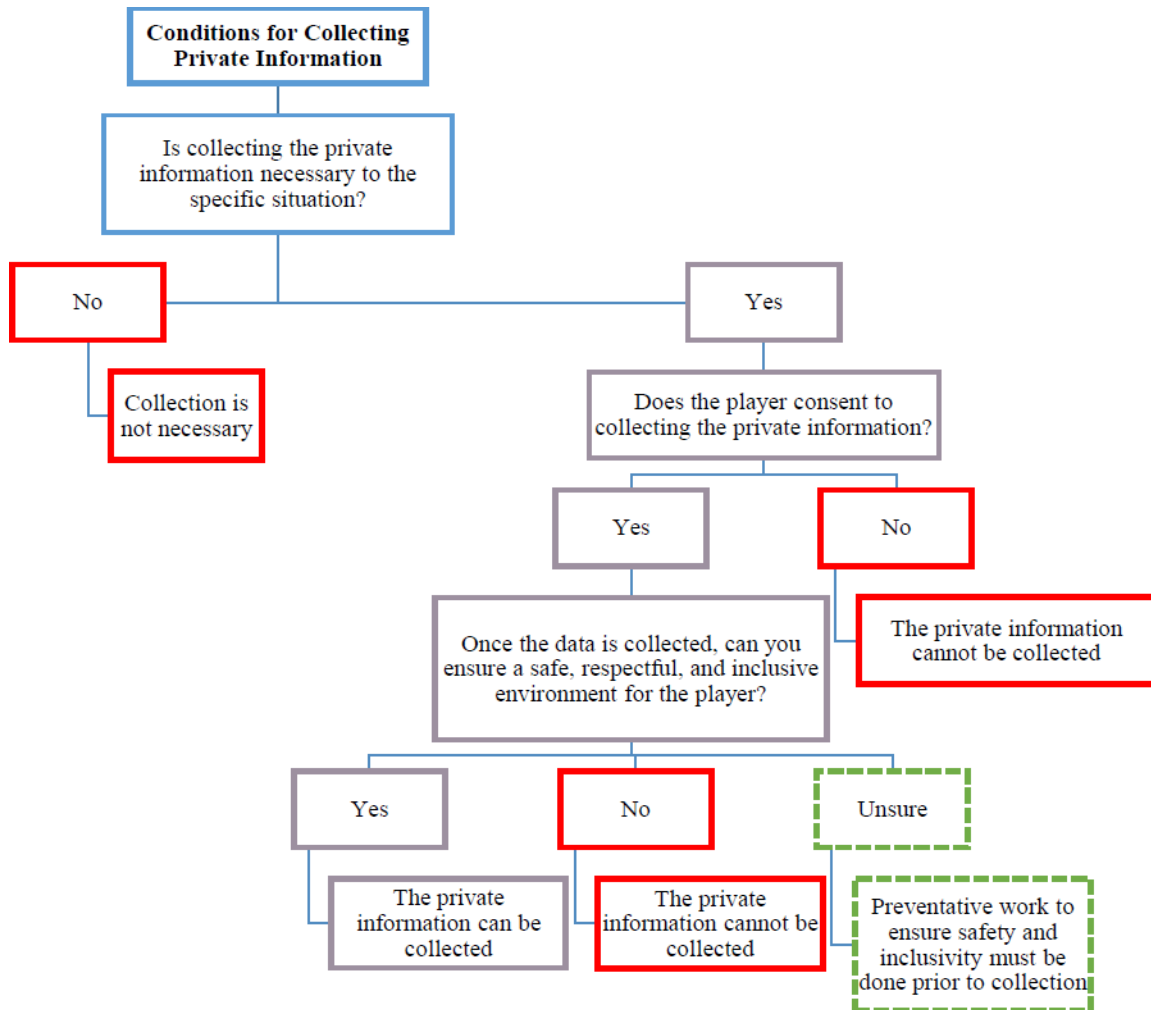 Conditions for Collecting
Private Information
Is collecting the private
information necessary to the
specific situation?
No
Yes
Collection is
not necessary
Does the player consent to
collecting the private information?
Yes
No
The private information
cannot be collected
Once the data is collected, can you
ensure a safe, respectful, and inclusive
environment for the player?
Yes
No
Unsure
The private
information can be
collected
The private
information cannot be
collected
Preventative work to
ensure safety and
inclusivity must be
done prior to collection